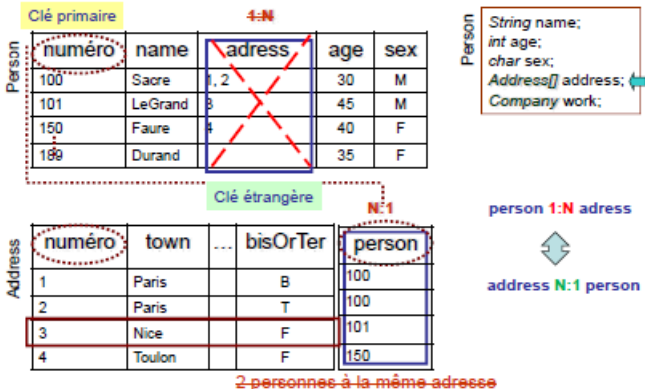 Clé primaire
1:N
Person
numéro name adress age sex
100 Sacre 1, 2 30 M
101 LeGrand 3 45 M
150 Faure 4 40 F
189 Durand 35 F
Person
String name;
int age;
char sex;
Address[] address;
Company work;
Clé étrangère
N:1
Address
numéro town ... bisOrTer person
1 Paris B 100
2 Paris T 100
3 Nice F 101
4 Toulon F 150
2 personnes à la même adresse
person 1:N adress
address N:1 person